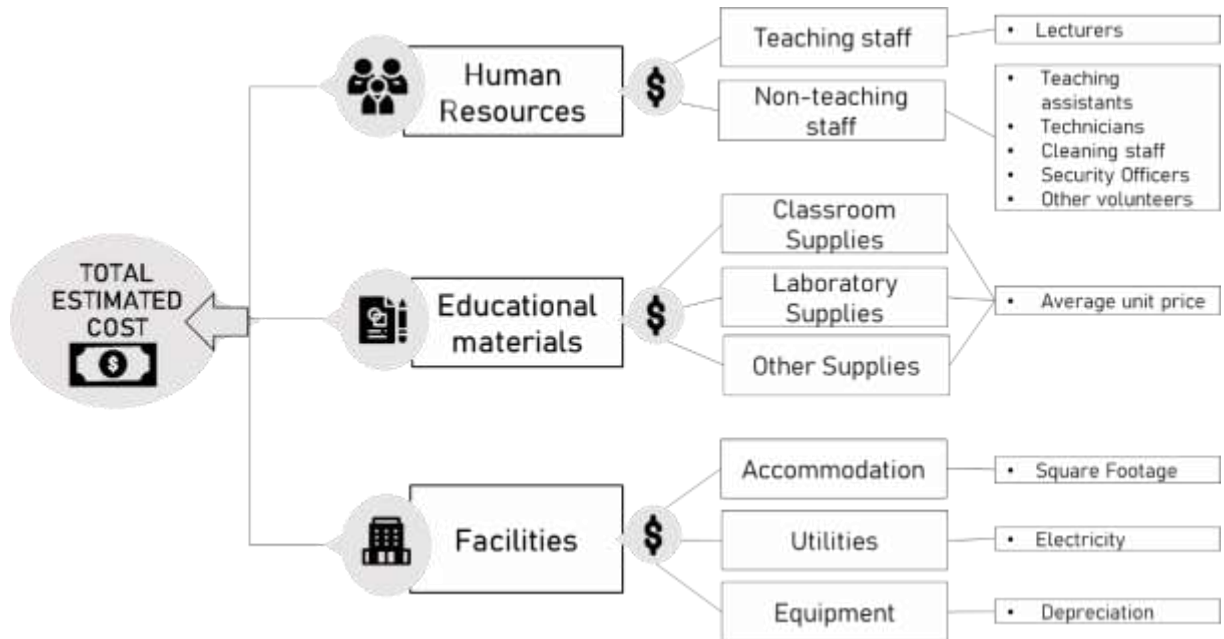 TOTAL
ESTIMATED
COST
$
Human
Resources
$
Teaching staff
• Lecturers
Non-teaching
staff
• Teaching
assistants
• Technicians
• Cleaning staff
• Security Officers
• Other volunteers
Educational
materials
$
Classroom
Supplies
Laboratory
Supplies
Other Supplies
• Average unit price
Facilities
$
Accommodation
• Square Footage
Utilities
• Electricity
Equipment
• Depreciation